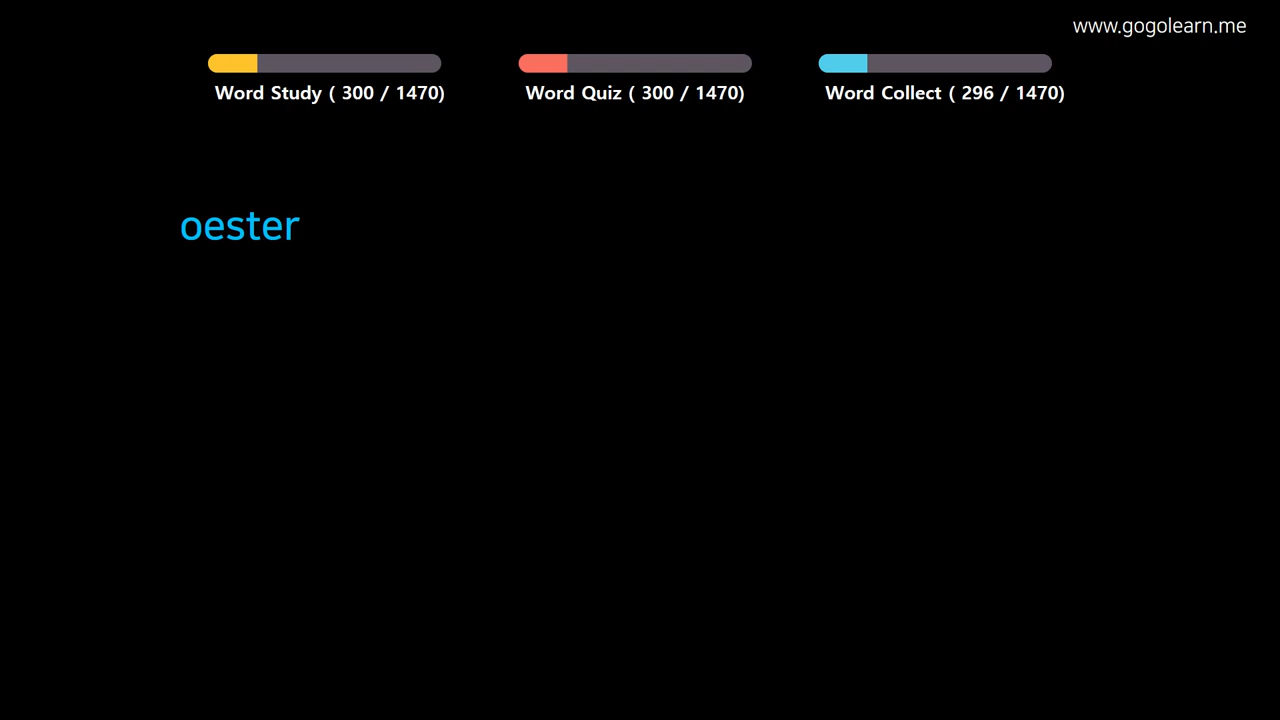 www.gogolearn.me
Word Study ( 300 / 1470)
Word Quiz ( 300 / 1470)
Word Collect ( 296 / 1470)
oester